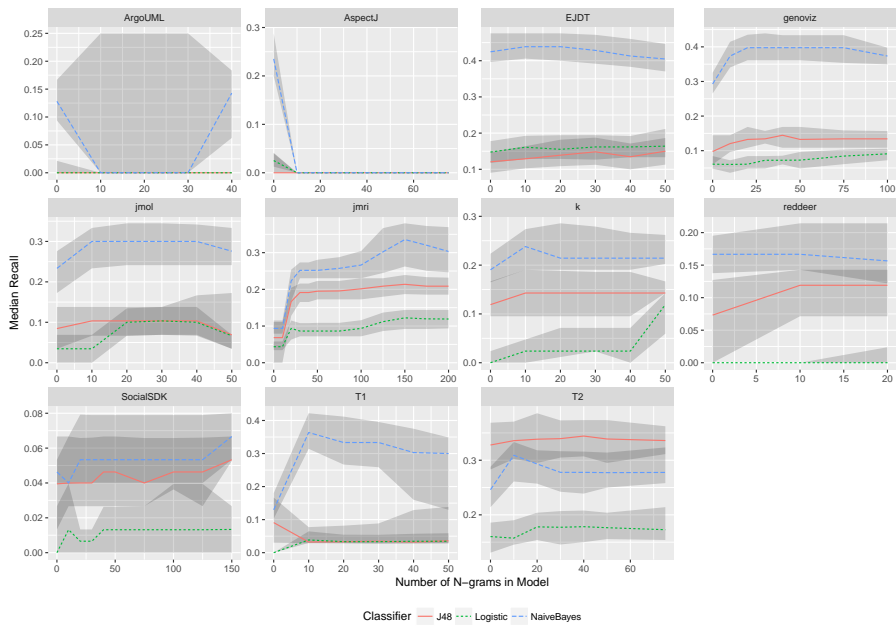 ArgoUML
AspectJ
EJDT
genoviz
0.25
0.20
0.15
0.10
0.05
0.00
0 10 20 30 40
0.3
0.2
0.1
0.0
0 20 40 60
0.4
0.3
0.2
0.1
0 10 20 30 40 50
0.4
0.3
0.2
0.1
0 25 50 75 100
jmol
jmri
k
reddeer
0.3
0.2
0.1
0.0
0 10 20 30 40 50
0.3
0.2
0.1
0.0
0 50 100 150 200
0.3
0.2
0.1
0.0
0 10 20 30 40 50
0.20
0.15
0.10
0.05
0.00
0 5 10 15 20
SocialSDK
T1
T2
0.08
0.06
0.04
0.02
0.00
0 50 100 150
0.4
0.3
0.2
0.1
0.0
0 10 20 30 40 50
0.3
0.2
0 20 40 60
Median Recall
Number of N-grams in Model
Classifier J48 Logistic NaiveBayes